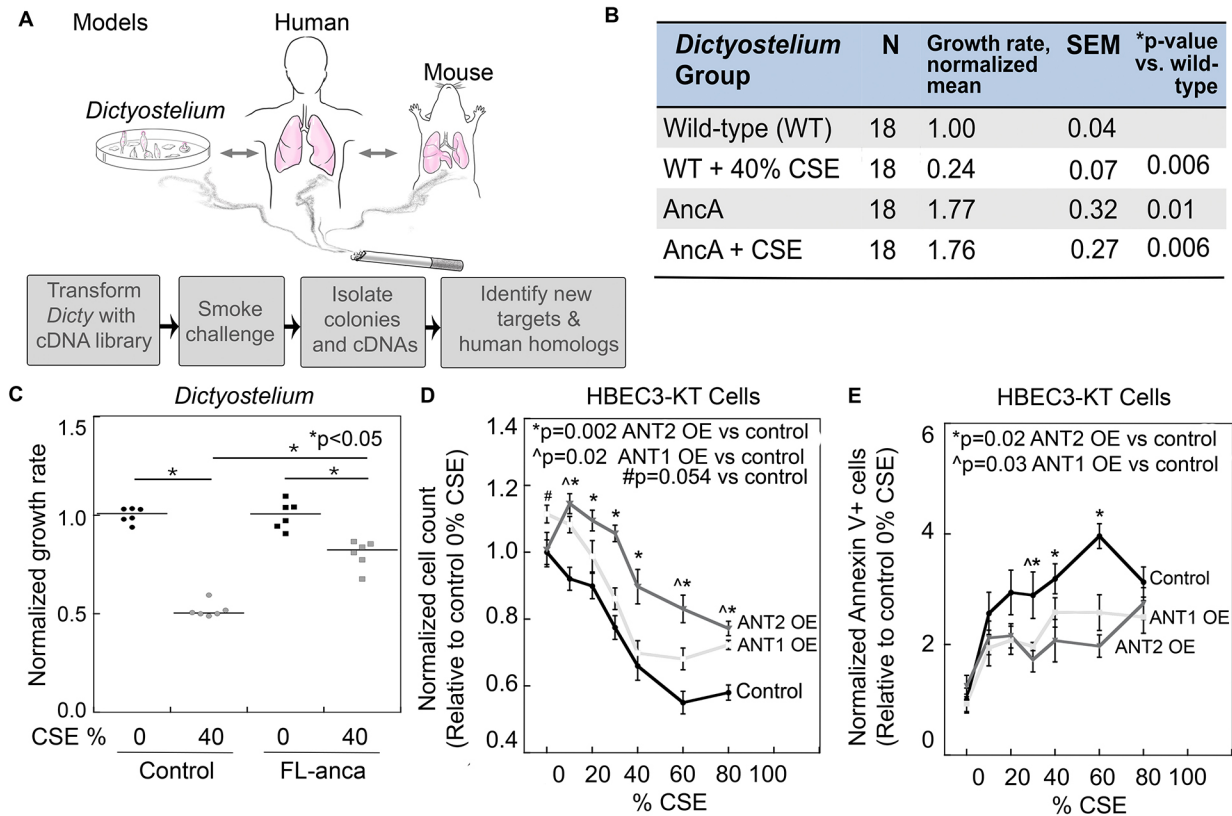 A
Models
Human
Mouse
Dictyostelium
Transform
Dicty with
cDNA library
Smoke
challenge
Isolate
colonies
and cDNAs
Identify new
targets &
human homologs
B
Dictyostelium Group N Growth rate, normalized mean SEM *p-value vs. wild-type
Wild-type (WT) 18 1.00 0.04
WT + 40% CSE 18 0.24 0.07 0.006
AncA 18 1.77 0.32 0.01
AncA + CSE 18 1.76 0.27 0.006
C
Dictyostelium
Normalized growth rate
1.5
1.0
0.5
0.0
*p<0.05
*
*
*
CSE % 0 40 0 40
Control FL-anca
D
HBEC3-KT Cells
Normalized cell count
(Relative to control 0% CSE)
1.4
1.2
1.0
0.8
0.6
0.4
*p=0.002 ANT2 OE vs control
^p=0.02 ANT1 OE vs control
#p=0.054 vs control
# ^* * * * ^* ^*
ANT2 OE
ANT1 OE
Control
0 20 40 60 80 100
% CSE
E
HBEC3-KT Cells
Normalized Annexin V+ cells
(Relative to control 0% CSE)
6
4
2
0
*p=0.02 ANT2 OE vs control
^p=0.03 ANT1 OE vs control
^* * *
Control
ANT1 OE
ANT2 OE
0 20 40 60 80 100
% CSE